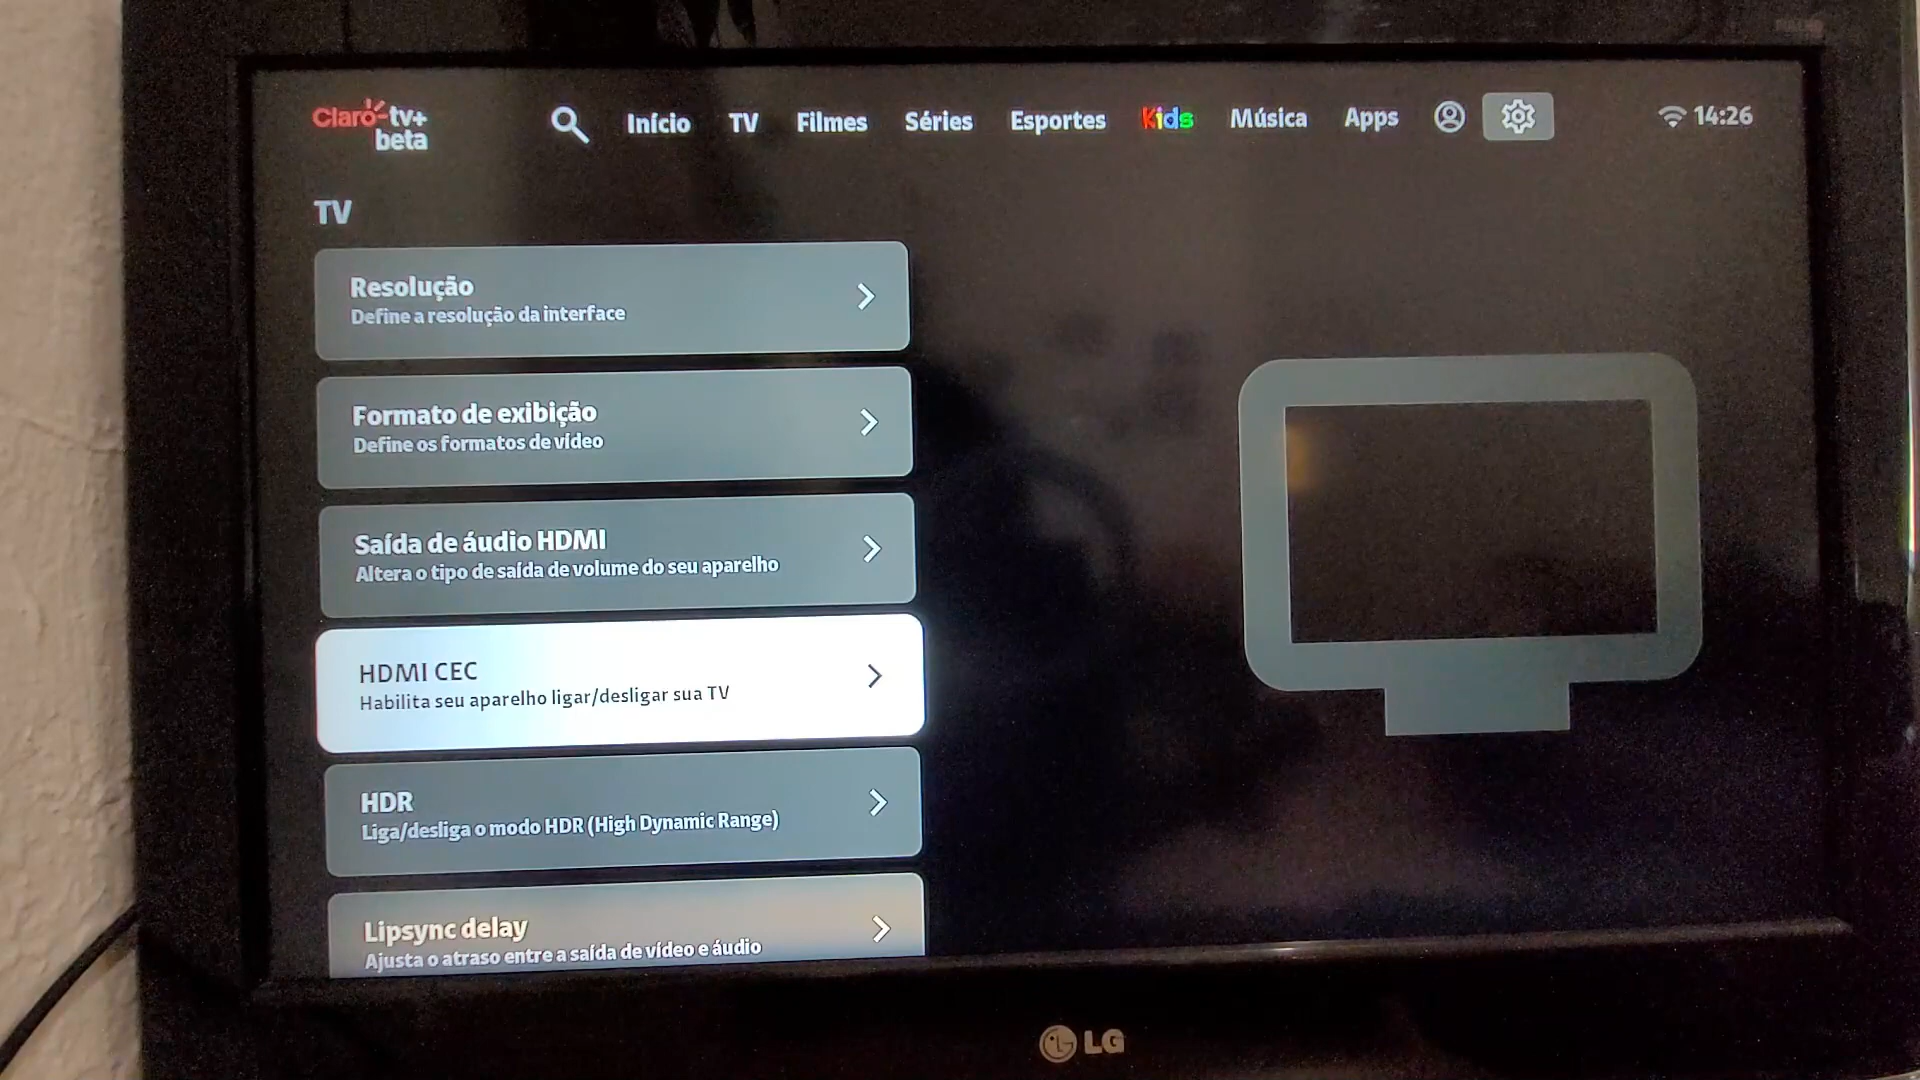 Claro-tv+
beta
Início
TV
Filmes
Séries
Esportes
Kids
Música
Apps
14:26
TV
Resolução
Define a resolução da interface
Formato de exibição
Define os formatos de vídeo
Saída de áudio HDMI
Altera o tipo de saída de volume do seu aparelho
HDMI CEC
Habilita seu aparelho ligar/desligar sua TV
HDR
Liga/desliga o modo HDR (High Dynamic Range)
Lipsync delay
Ajusta o atraso entre a saída de vídeo e áudio
LG